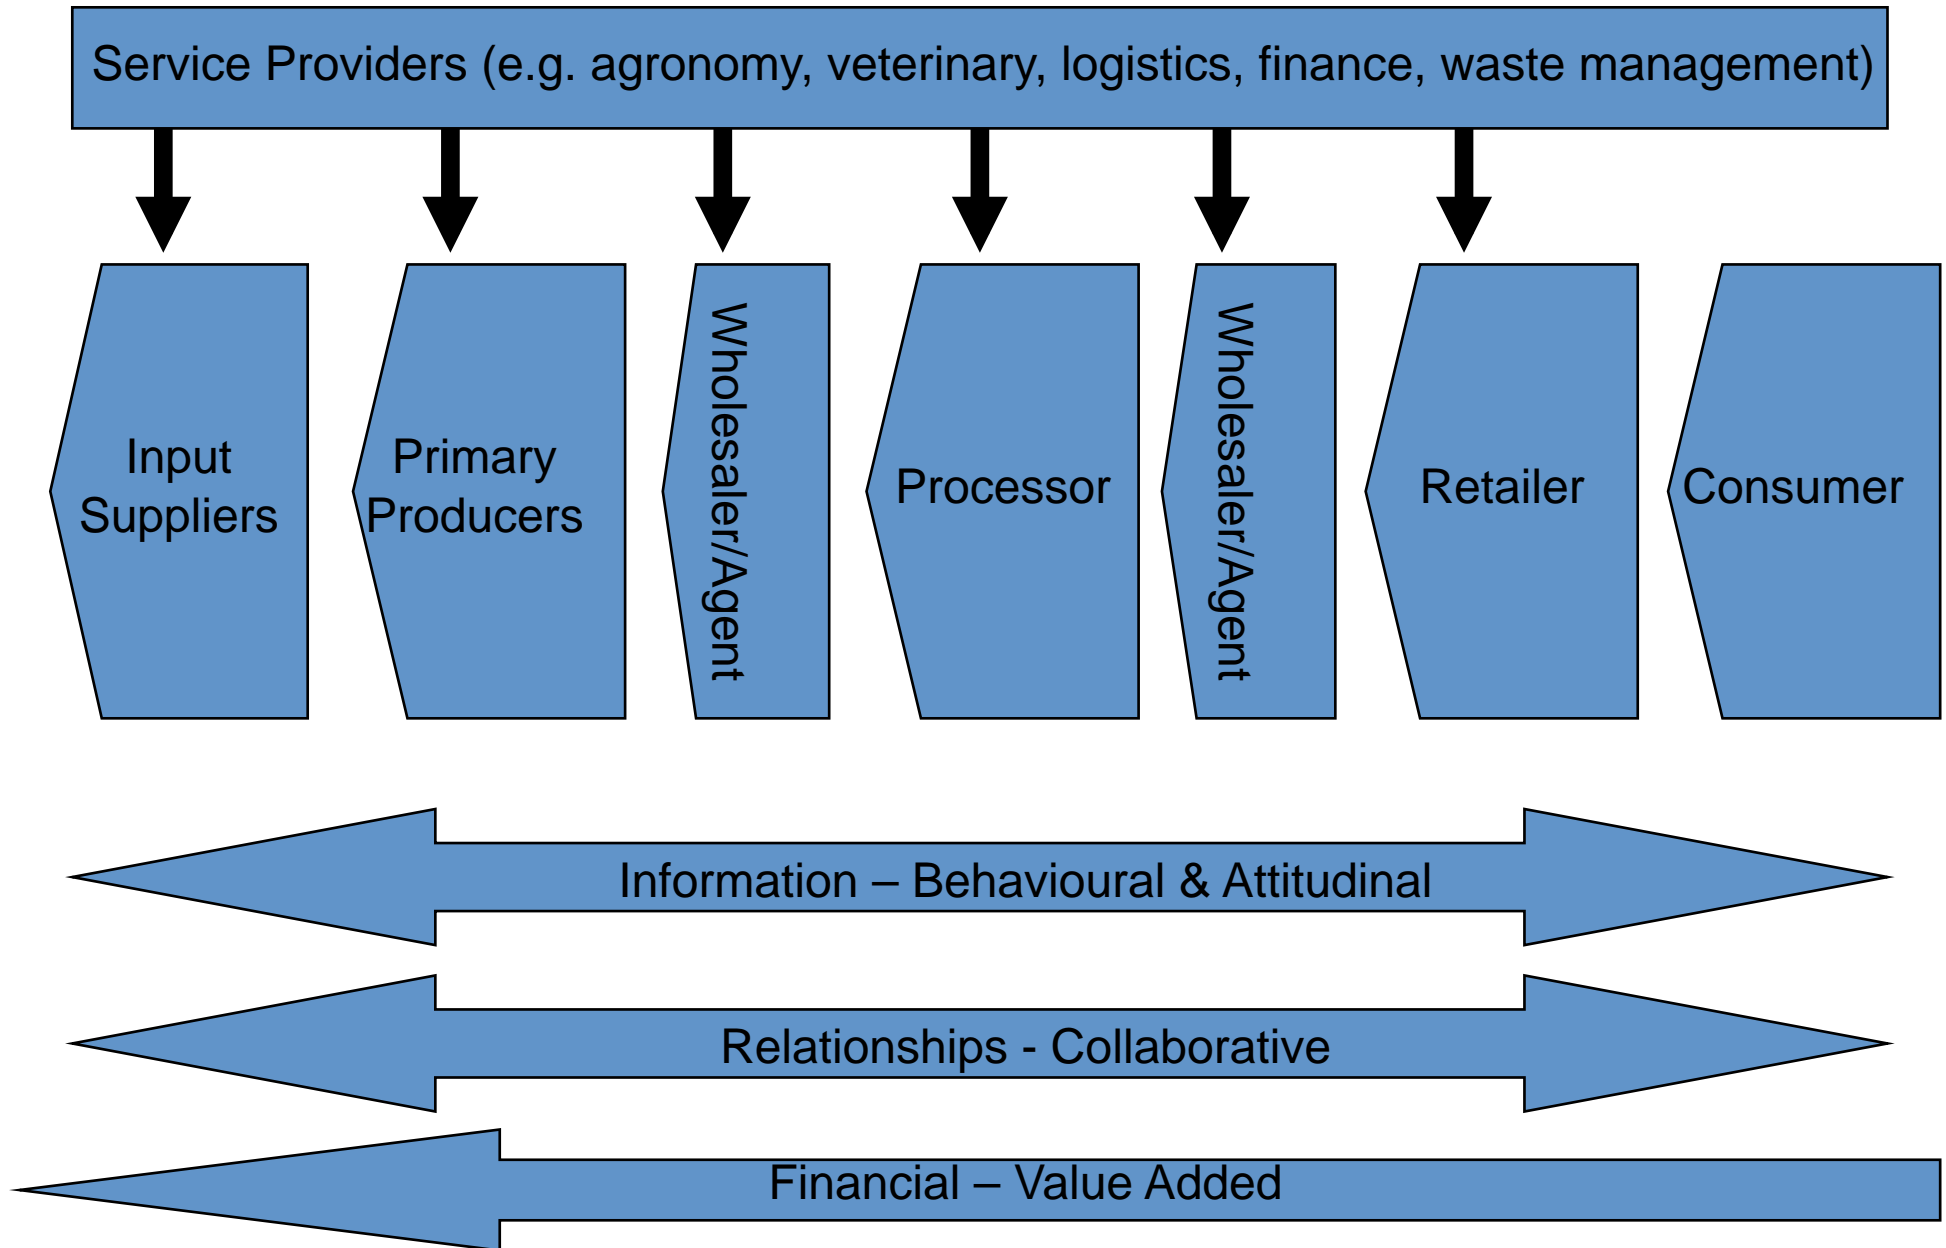 Service Providers (e.g. agronomy, veterinary, logistics, finance, waste management)
Input
Suppliers
Primary
Producers
Wholesaler/Agent
Processor
Wholesaler/Agent
Retailer
Consumer
Information – Behavioural & Attitudinal
Relationships - Collaborative
Financial – Value Added